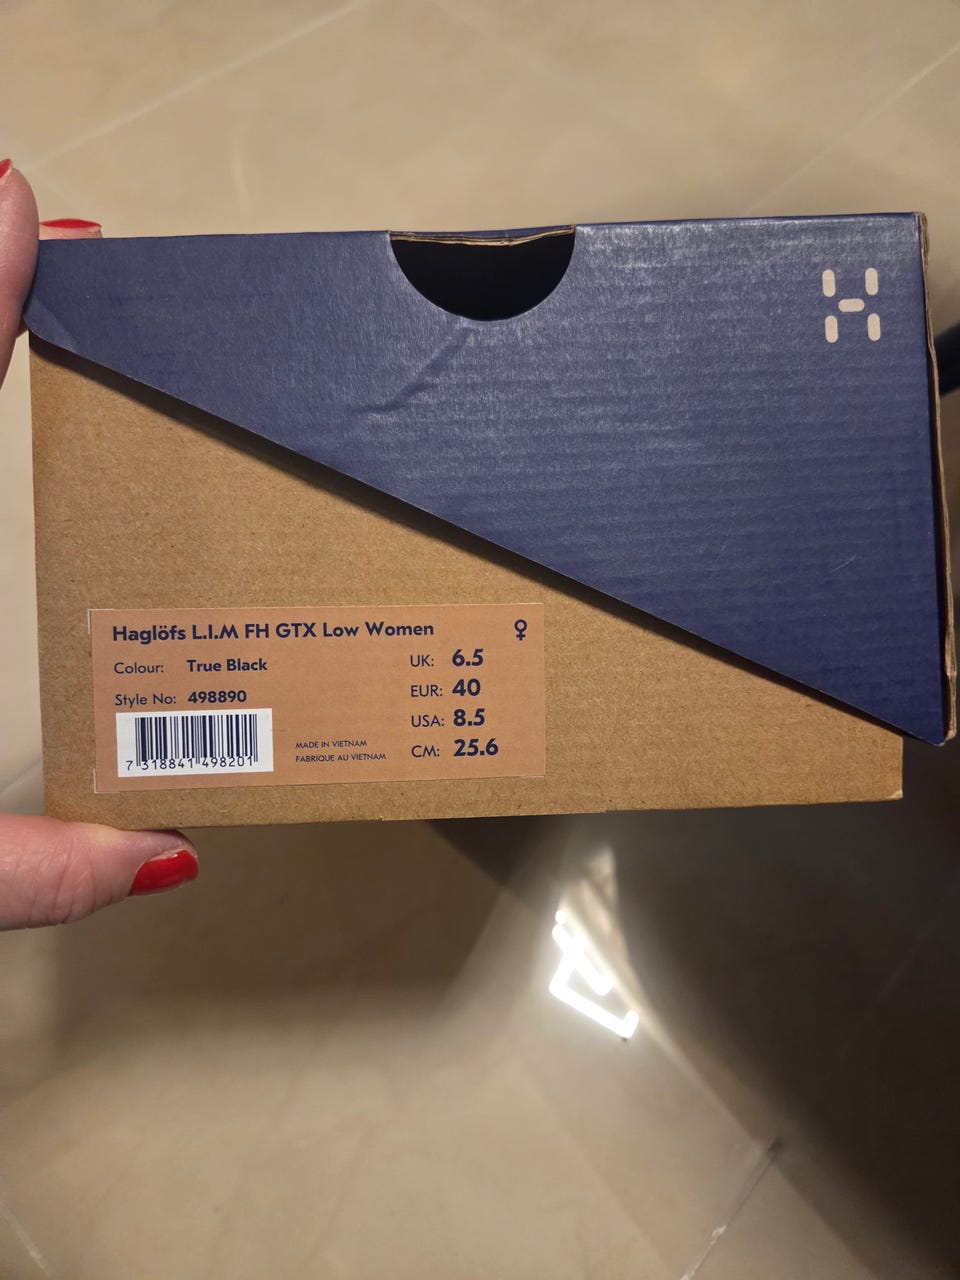 Haglöfs L.I.M FH GTX Low Women ♀
Colour: True Black
Style No: 498890
7 318841 498201
MADE IN VIETNAM
FABRIQUE AU VIETNAM
UK: 6.5
EUR: 40
USA: 8.5
CM: 25.6